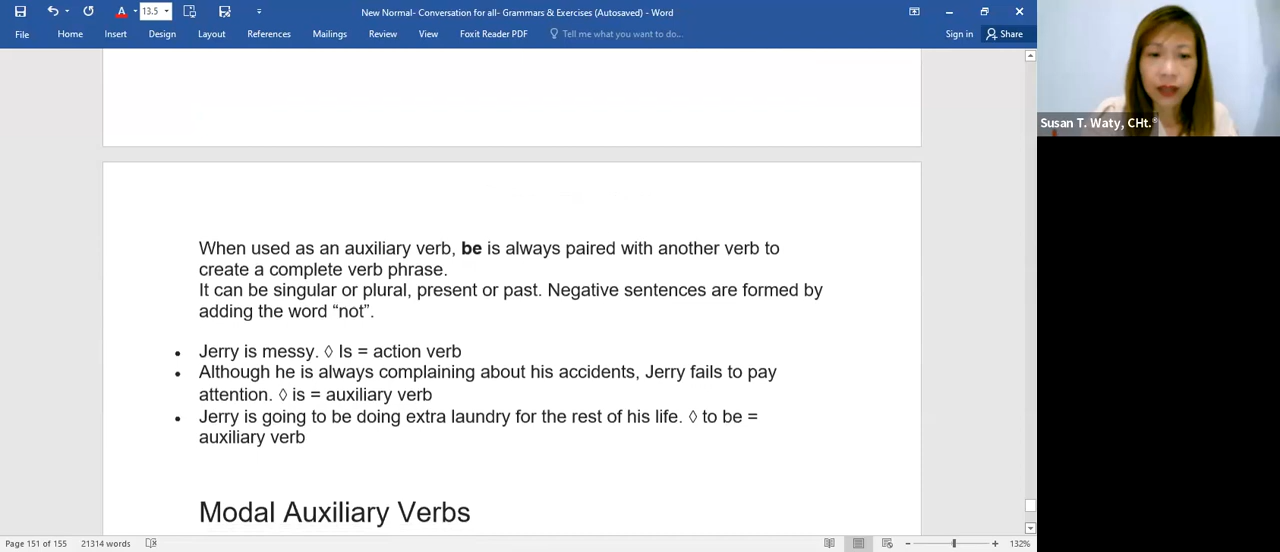 13.5
New Normal- Conversation for all- Grammars & Exercises (Autosaved) - Word
File Home Insert Design Layout References Mailings Review View Foxit Reader PDF Tell me what you want to do... Sign in Share
Susan T. Waty, CHt.®
When used as an auxiliary verb, be is always paired with another verb to
create a complete verb phrase.
It can be singular or plural, present or past. Negative sentences are formed by
adding the word “not”.
• Jerry is messy. ◊ Is = action verb
• Although he is always complaining about his accidents, Jerry fails to pay
attention. ◊ is = auxiliary verb
• Jerry is going to be doing extra laundry for the rest of his life. ◊ to be =
auxiliary verb
Modal Auxiliary Verbs
Page 151 of 155 21314 words 132%